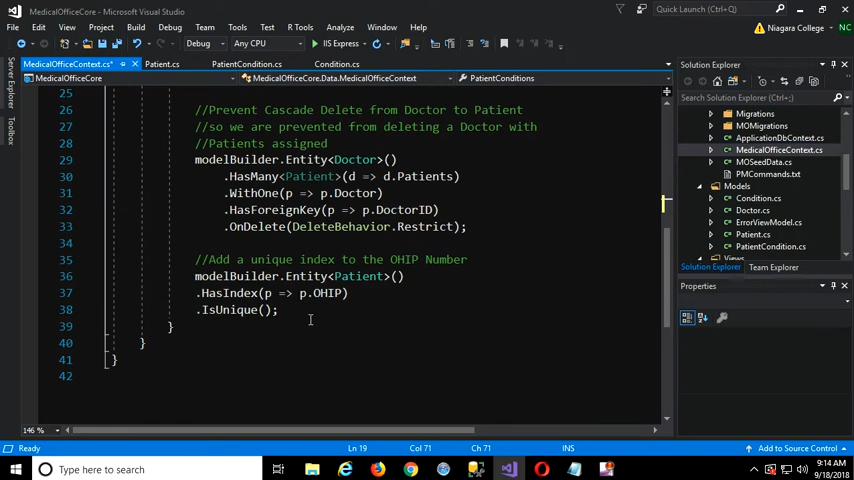 MedicalOfficeCore - Microsoft Visual Studio
Quick Launch (Ctrl+Q)
File Edit View Project Build Debug Team Tools Test R Tools Analyze Window Help
Niagara College NC
Debug Any CPU IIS Express
MedicalOfficeContext.cs* Patient.cs PatientCondition.cs Condition.cs
Solution Explorer
MedicalOfficeCore MedicalOfficeCore.Data.MedicalOfficeContext PatientConditions
Server Explorer
Toolbox
Search Solution Explorer (Ctrl+;)
25
26 //Prevent Cascade Delete from Doctor to Patient
27 //so we are prevented from deleting a Doctor with
28 //Patients assigned
29 modelBuilder.Entity<Doctor>()
30 .HasMany<Patient>(d => d.Patients)
31 .WithOne(p => p.Doctor)
32 .HasForeignKey(p => p.DoctorID)
33 .OnDelete(DeleteBehavior.Restrict);
34
35 //Add a unique index to the OHIP Number
36 modelBuilder.Entity<Patient>()
37 .HasIndex(p => p.OHIP)
38 .IsUnique();
39 }
40 }
41 }
42
Migrations
MOMigrations
ApplicationDbContext.cs
MedicalOfficeContext.cs
MOSeedData.cs
PMCommands.txt
Models
Condition.cs
Doctor.cs
ErrorViewModel.cs
Patient.cs
PatientCondition.cs
Views
Solution Explorer Team Explorer
Properties
146 %
Ready Ln 19 Col 71 Ch 71 INS Add to Source Control
Type here to search
9:14 AM
9/18/2018